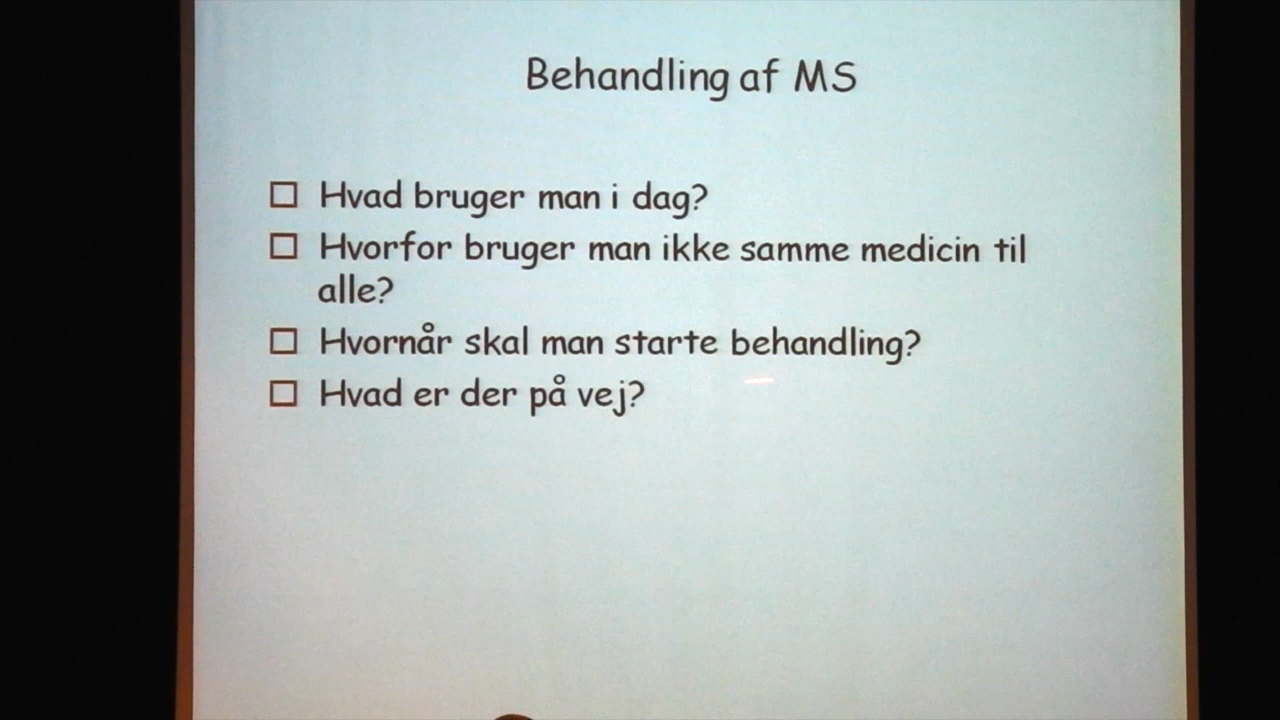 Behandling af MS
Hvad bruger man i dag?
Hvorfor bruger man ikke samme medicin til
alle?
Hvornår skal man starte behandling?
Hvad er der på vej?